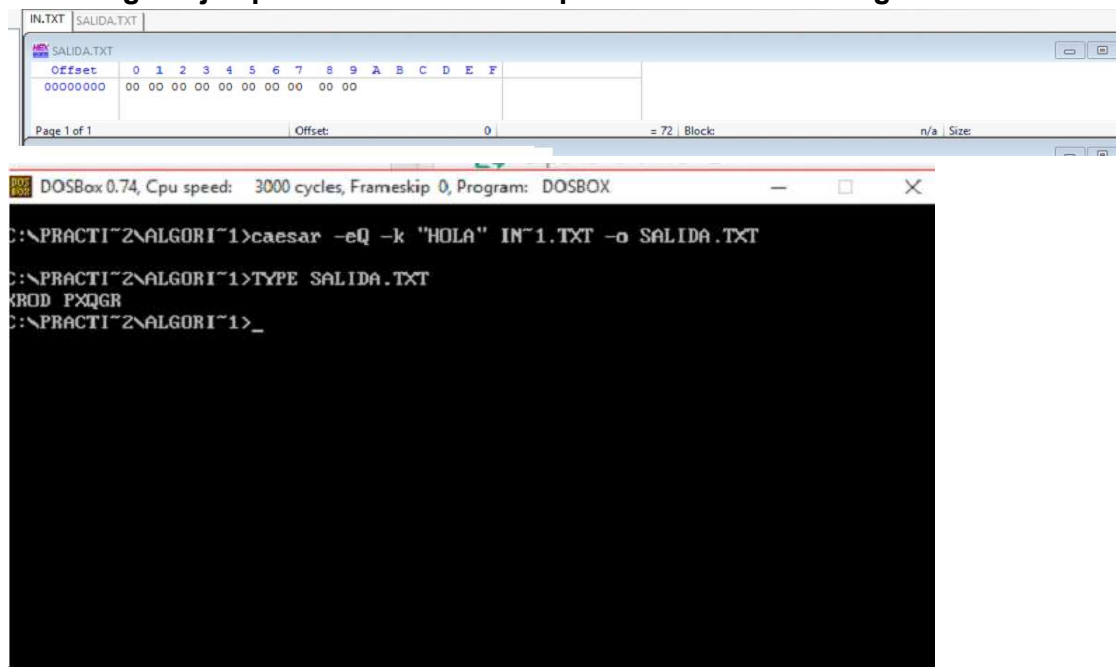 IN.TXT SALIDA.TXT
SALIDA.TXT
Offset 0 1 2 3 4 5 6 7 8 9 A B C D E F
00000000 00 00 00 00 00 00 00 00 00 00
Page 1 of 1 Offset: 0 = 72 Block: n/a Size:
DOSBox 0.74, Cpu speed: 3000 cycles, Frameskip 0, Program: DOSBOX
:\PRACTI~2\ALGORI~1>caesar -eQ -k "HOLA" IN~1.TXT -o SALIDA.TXT
:\PRACTI~2\ALGORI~1>TYPE SALIDA.TXT
KROD PXQGR
:\PRACTI~2\ALGORI~1>_